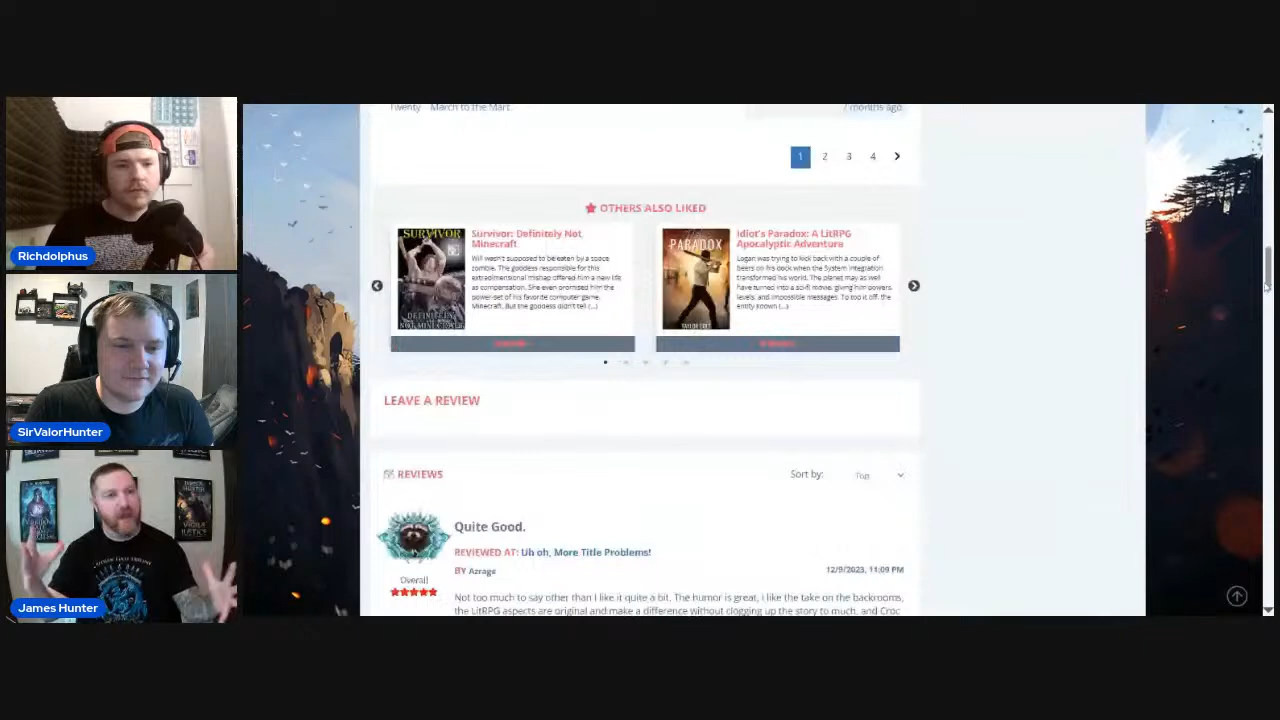 Twenty
March to the Mart
7 months ago
1 2 3 4
OTHERS ALSO LIKED
SURVIVOR
DEFINITELY
NOT MINECRAFT
Survivor: Definitely Not
Minecraft
Will wasn't supposed to be eaten by a space
zombie. The goddess responsible for this
extradimensional mishap offered him a new life
as compensation. She even promised him the
power-set of his favorite computer game,
Minecraft. But the goddess didn't tell (...)
PARADOX
Idiot's Paradox: A LitRPG
Apocalyptic Adventure
Logan was trying to kick back with a couple of
beers on his dock when the System Integration
transformed his world. The planet may as well
have turned into a sci-fi movie, giving him powers,
levels, and impossible messages. To top it off, the
entity known (...)
LEAVE A REVIEW
REVIEWS
Sort by:
Top
Quite Good.
REVIEWED AT: Uh oh, More Title Problems!
BY Azrage
12/9/2023, 11:09 PM
Overall
Not too much to say other than I like it quite a bit. The humor is great, i like the take on the backrooms,
the LitRPG aspects are original and make a difference without clogging up the story to much, and Croc
Richdolphus
SirValorHunter
James Hunter